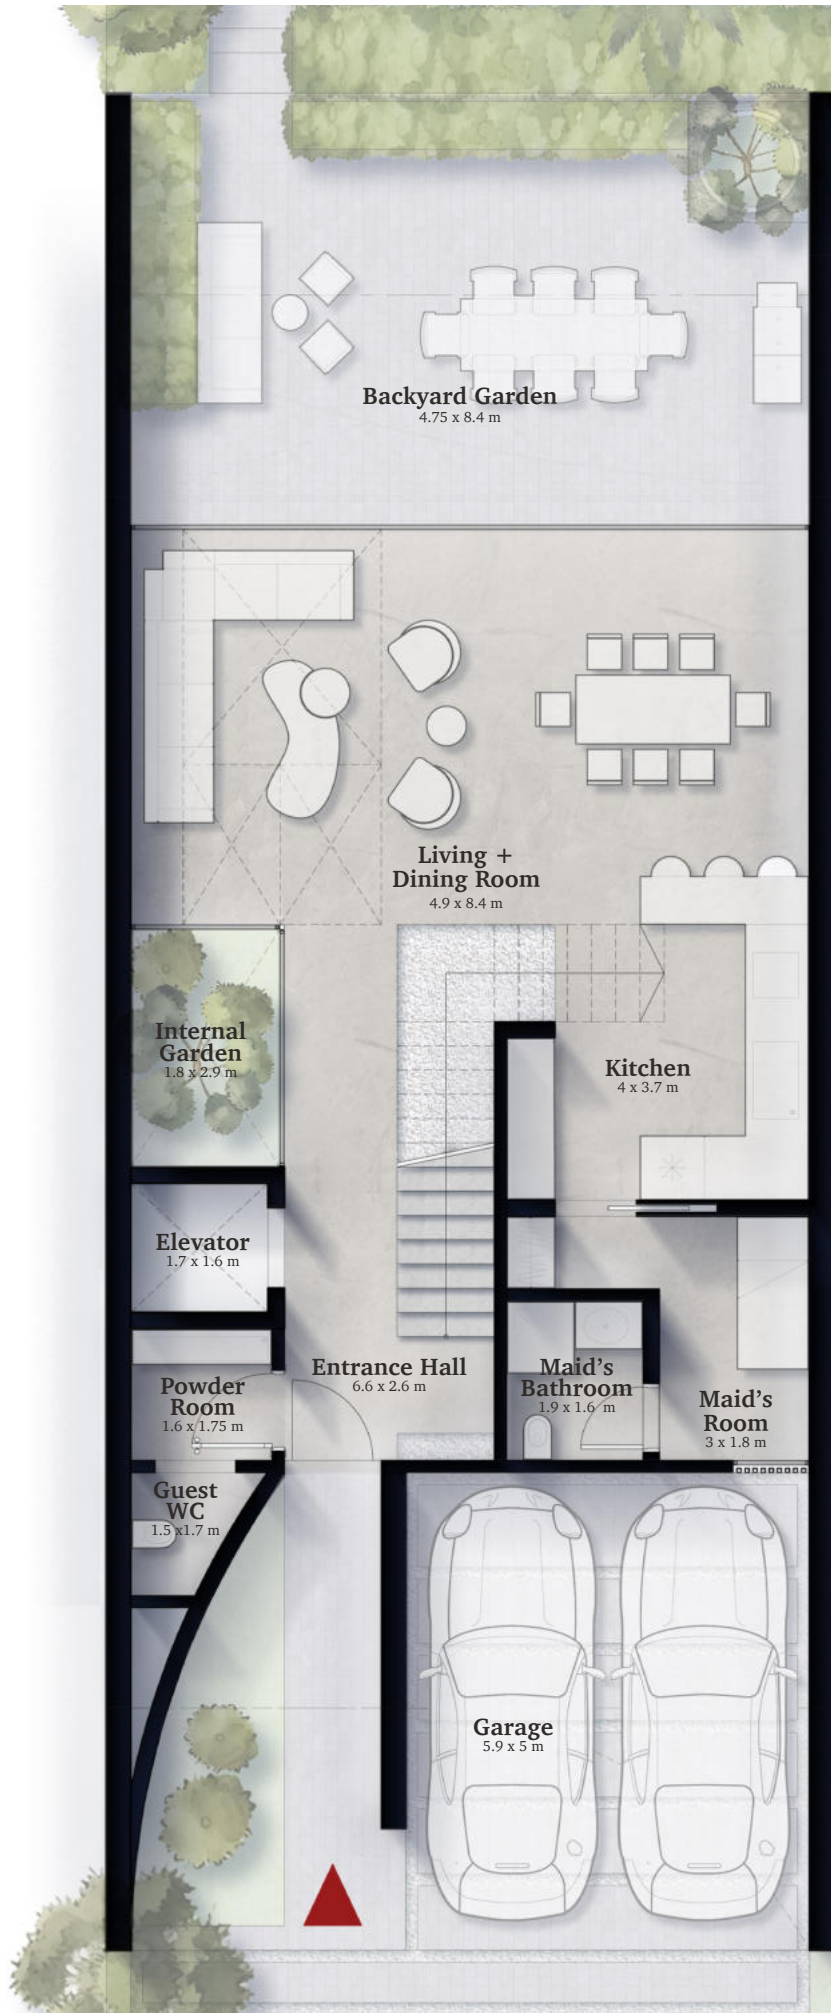 Backyard Garden
4.75 x 8.4 m
Living +
Dining Room
4.9 x 8.4 m
Internal
Garden
1.8 x 2.9 m
Kitchen
4 x 3.7 m
Elevator
1.7 x 1.6 m
Entrance Hall
6.6 x 2.6 m
Powder
Room
1.6 x 1.75 m
Maid's
Bathroom
1.9 x 1.6 m
Maid's
Room
3 x 1.8 m
Guest
WC
1.5 x1.7 m
Garage
5.9 x 5 m